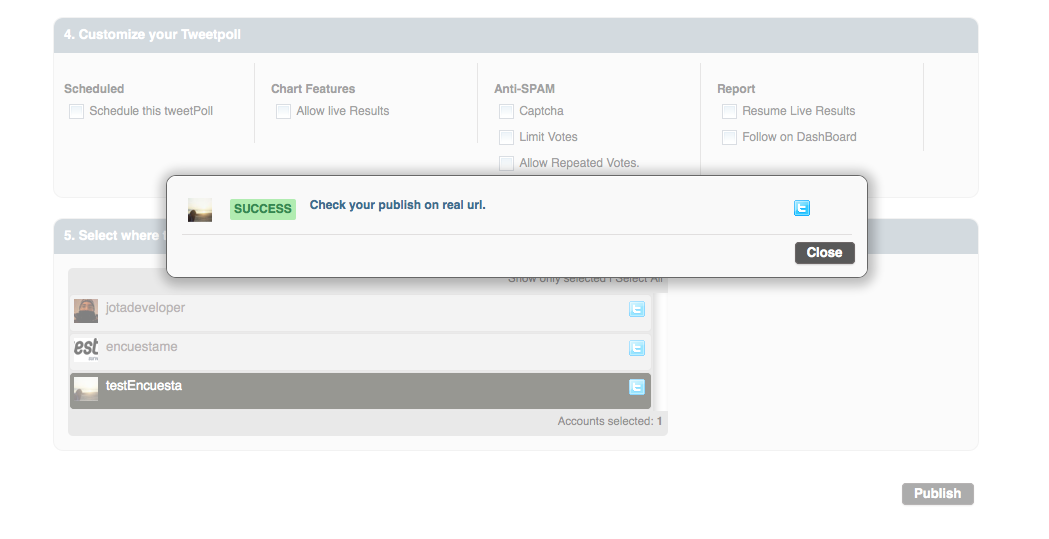 4. Customize your Tweetpoll
Scheduled
Schedule this tweetPoll
Chart Features
Allow live Results
Anti-SPAM
Captcha
Limit Votes
Allow Repeated Votes.
Report
Resume Live Results
Follow on DashBoard
SUCCESS Check your publish on real url.
Close
5. Select where
Show only selected | Select All
jotadeveloper
est encuestame
testEncuesta
Accounts selected: 1
Publish